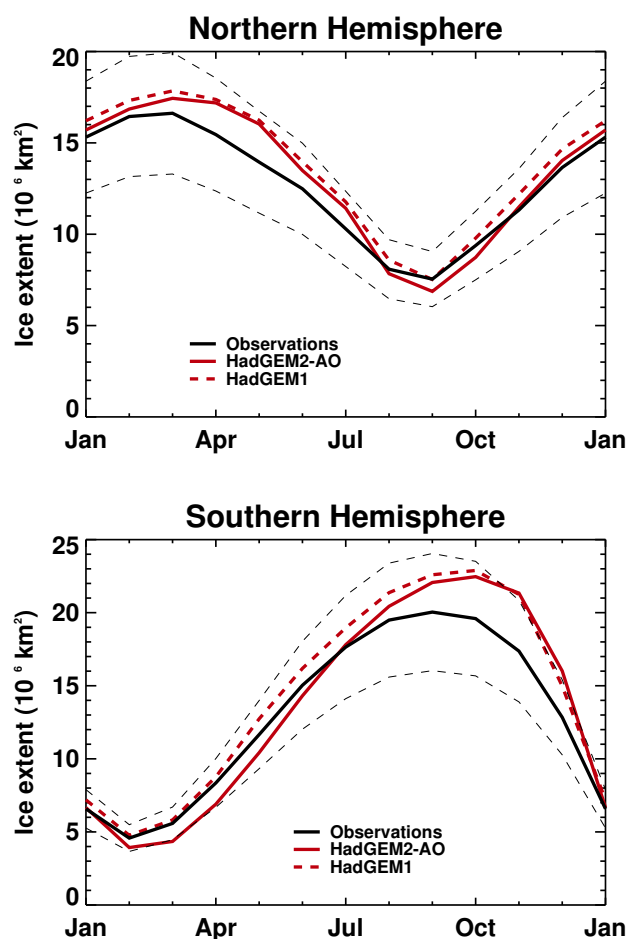 Northern Hemisphere
Ice extent (10 ⁶ km²)
20
15
10
5
0
Observations
HadGEM2-AO
HadGEM1
Jan Apr Jul Oct Jan
Southern Hemisphere
Ice extent (10 ⁶ km²)
25
20
15
10
5
0
Observations
HadGEM2-AO
HadGEM1
Jan Apr Jul Oct Jan